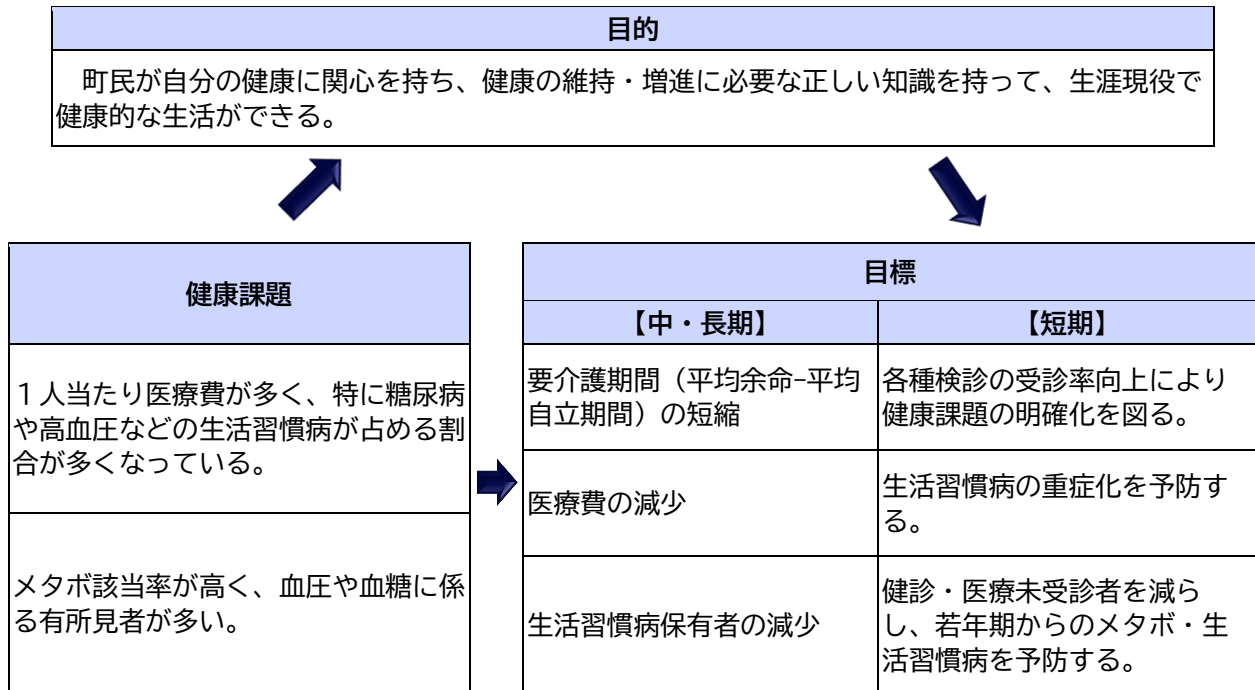 目的
　町民が自分の健康に関心を持ち、健康の維持・増進に必要な正しい知識を持って、生涯現役で
健康的な生活ができる。
健康課題
１人当たり医療費が多く、特に糖尿病
や高血圧などの生活習慣病が占める割
合が多くなっている。
メタボ該当率が高く、血圧や血糖に係
る有所見者が多い。
目標
【中・長期】
【短期】
要介護期間（平均余命−平均
自立期間）の短縮
各種検診の受診率向上により
健康課題の明確化を図る。
医療費の減少
生活習慣病の重症化を予防す
る。
生活習慣病保有者の減少
健診・医療未受診者を減ら
し、若年期からのメタボ・生
活習慣病を予防する。